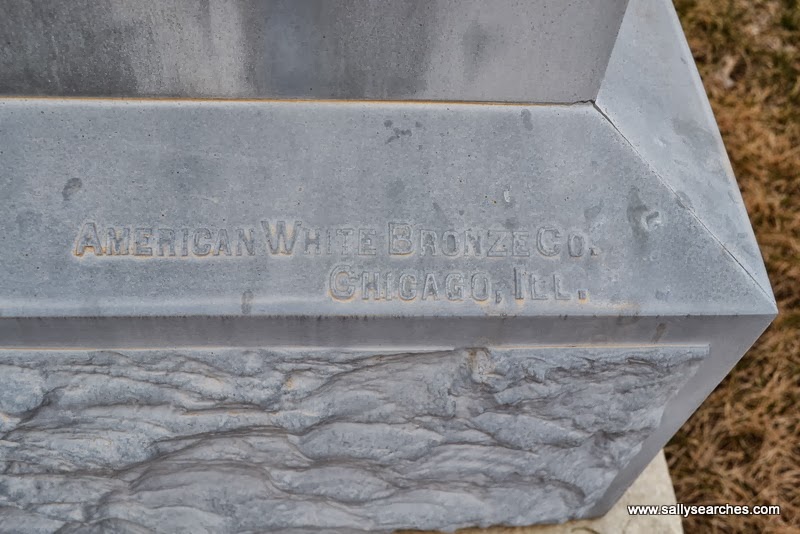 AMERICAN WHITE BRONZE CO.
CHICAGO, ILL.
www.sallysearches.com